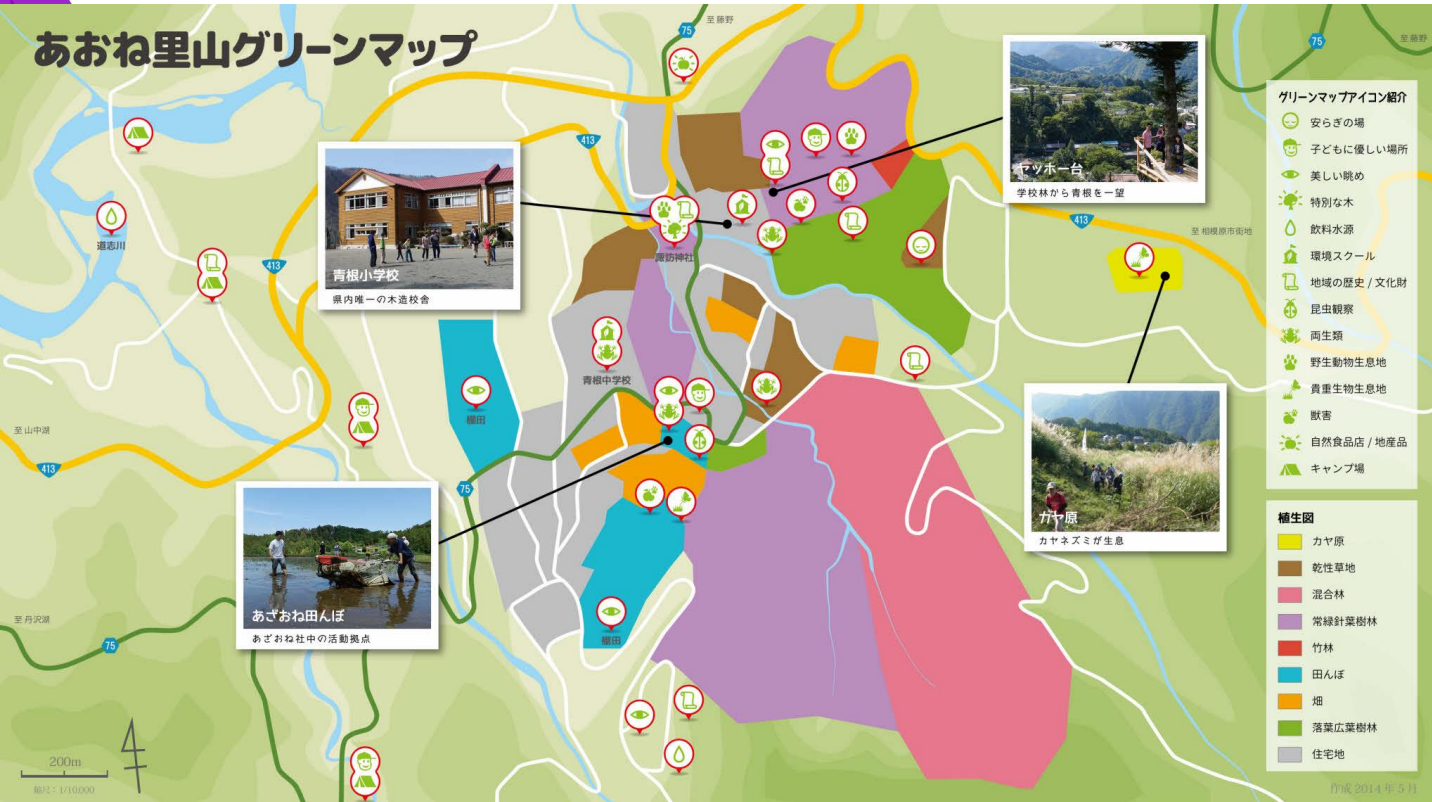 あおね里山グリーンマップ
至 藤野
75
75
至 藤野
413
413
413
413
75
75
至 相模原市街地
至 山中湖
至 丹沢湖
道志川
諏訪神社
青根中学校
棚田
棚田
青根小学校
県内唯一の木造校舎
ヤッホー台
学校林から青根を一望
カヤ原
カヤネズミが生息
あざおね田んぼ
あざおね社中の活動拠点
グリーンマップアイコン紹介
安らぎの場
子どもに優しい場所
美しい眺め
特別な木
飲料水源
環境スクール
地域の歴史 / 文化財
昆虫観察
両生類
野生動物生息地
貴重生物生息地
獣害
自然食品店 / 地産品
キャンプ場
植生図
カヤ原
乾性草地
混合林
常緑針葉樹林
竹林
田んぼ
畑
落葉広葉樹林
住宅地
200m
縮尺：1/10,000
作成 2014 年 5 月